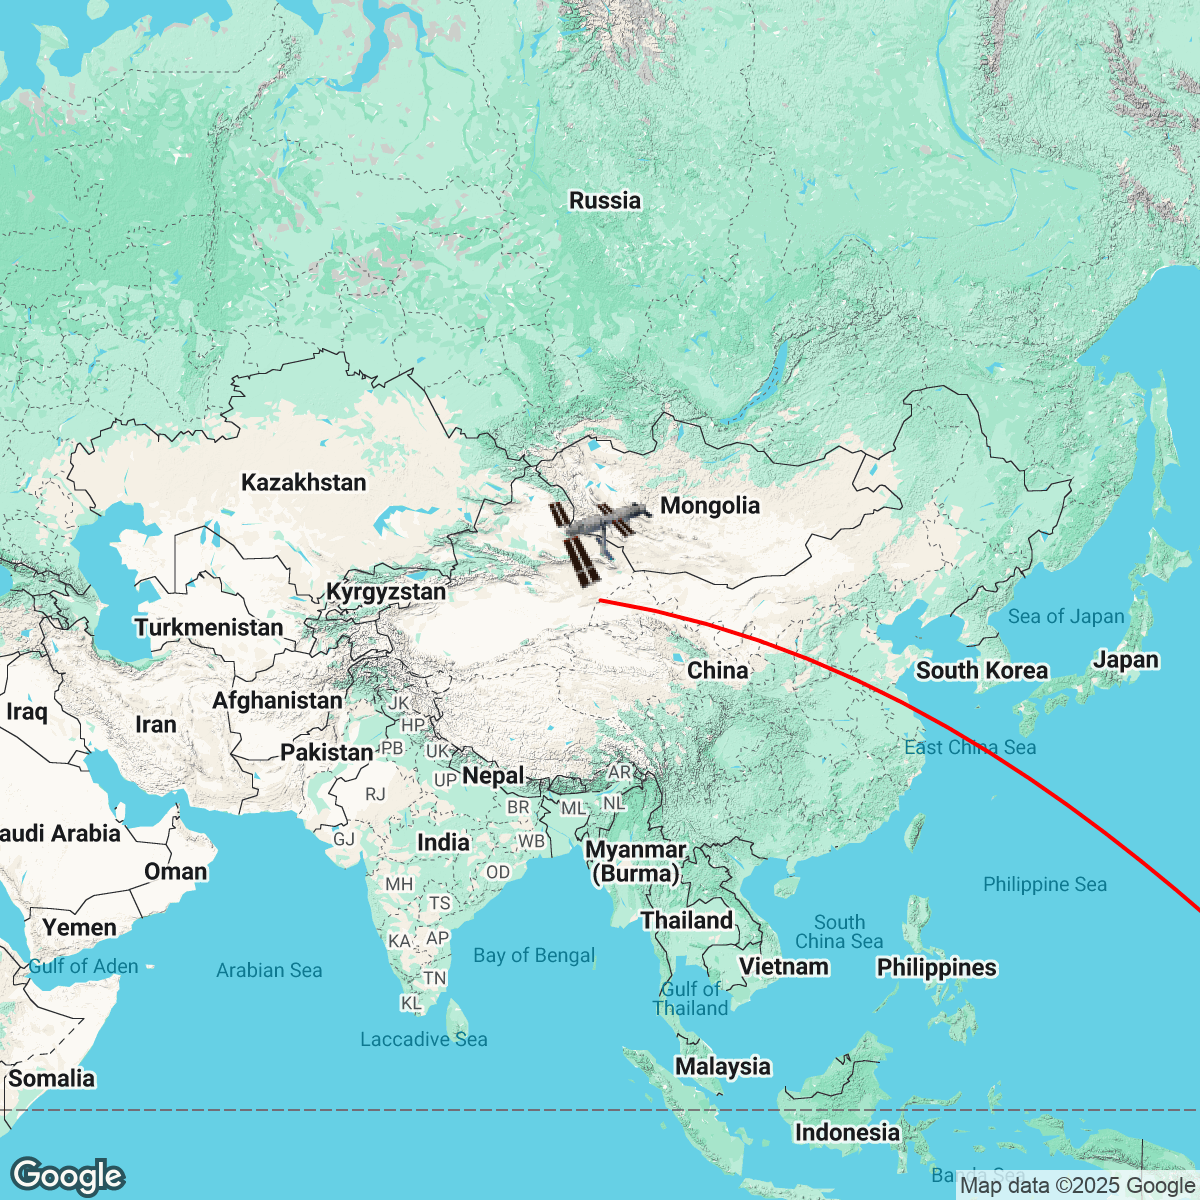 Russia
Kazakhstan
Mongolia
Kyrgyzstan
Turkmenistan
Sea of Japan
China
South Korea
Japan
Afghanistan
JK
Iraq
Iran
HP
Pakistan
PB
UK
East China Sea
Nepal
UP
AR
RJ
BR
ML
NL
audi Arabia
GJ
India
WB
Myanmar
(Burma)
Oman
OD
MH
Philippine Sea
TS
Yemen
Thailand
South
China Sea
KA
AP
Gulf of Aden
Arabian Sea
Bay of Bengal
Vietnam
Philippines
TN
Gulf of
Thailand
KL
Laccadive Sea
Malaysia
Somalia
Indonesia
Banda Sea
Google
Map data ©2025 Google